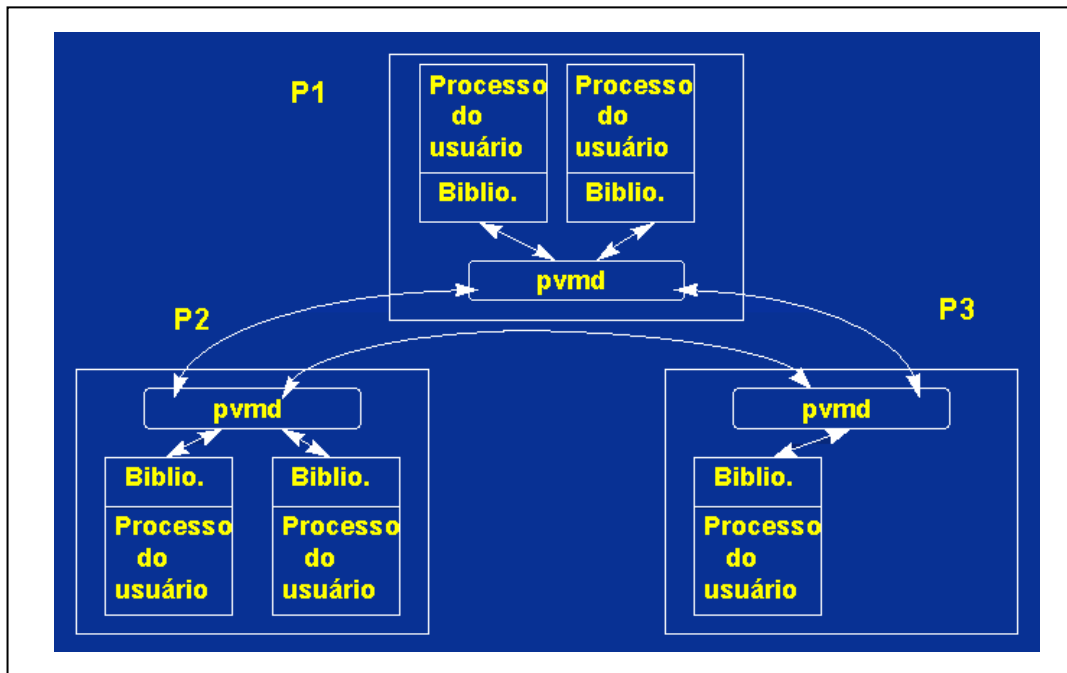 P1
Processo
do
usuário
Biblio.
Processo
do
usuário
Biblio.
pvmd
P2
pvmd
Biblio.
Processo
do
usuário
Biblio.
Processo
do
usuário
P3
pvmd
Biblio.
Processo
do
usuário